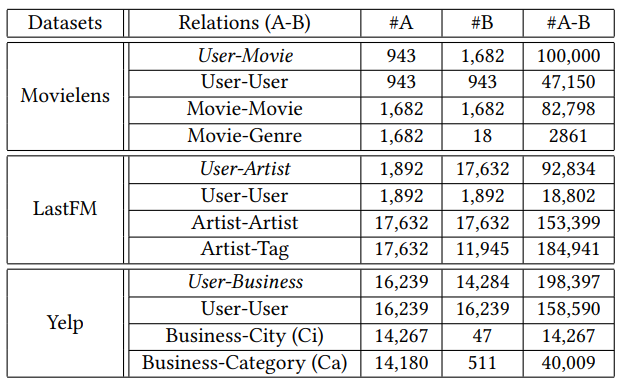 Datasets Relations (A-B) #A #B #A-B
Movielens
User-Movie 943 1,682 100,000
User-User 943 943 47,150
Movie-Movie 1,682 1,682 82,798
Movie-Genre 1,682 18 2861
LastFM
User-Artist 1,892 17,632 92,834
User-User 1,892 1,892 18,802
Artist-Artist 17,632 17,632 153,399
Artist-Tag 17,632 11,945 184,941
Yelp
User-Business 16,239 14,284 198,397
User-User 16,239 16,239 158,590
Business-City (Ci) 14,267 47 14,267
Business-Category (Ca) 14,180 511 40,009